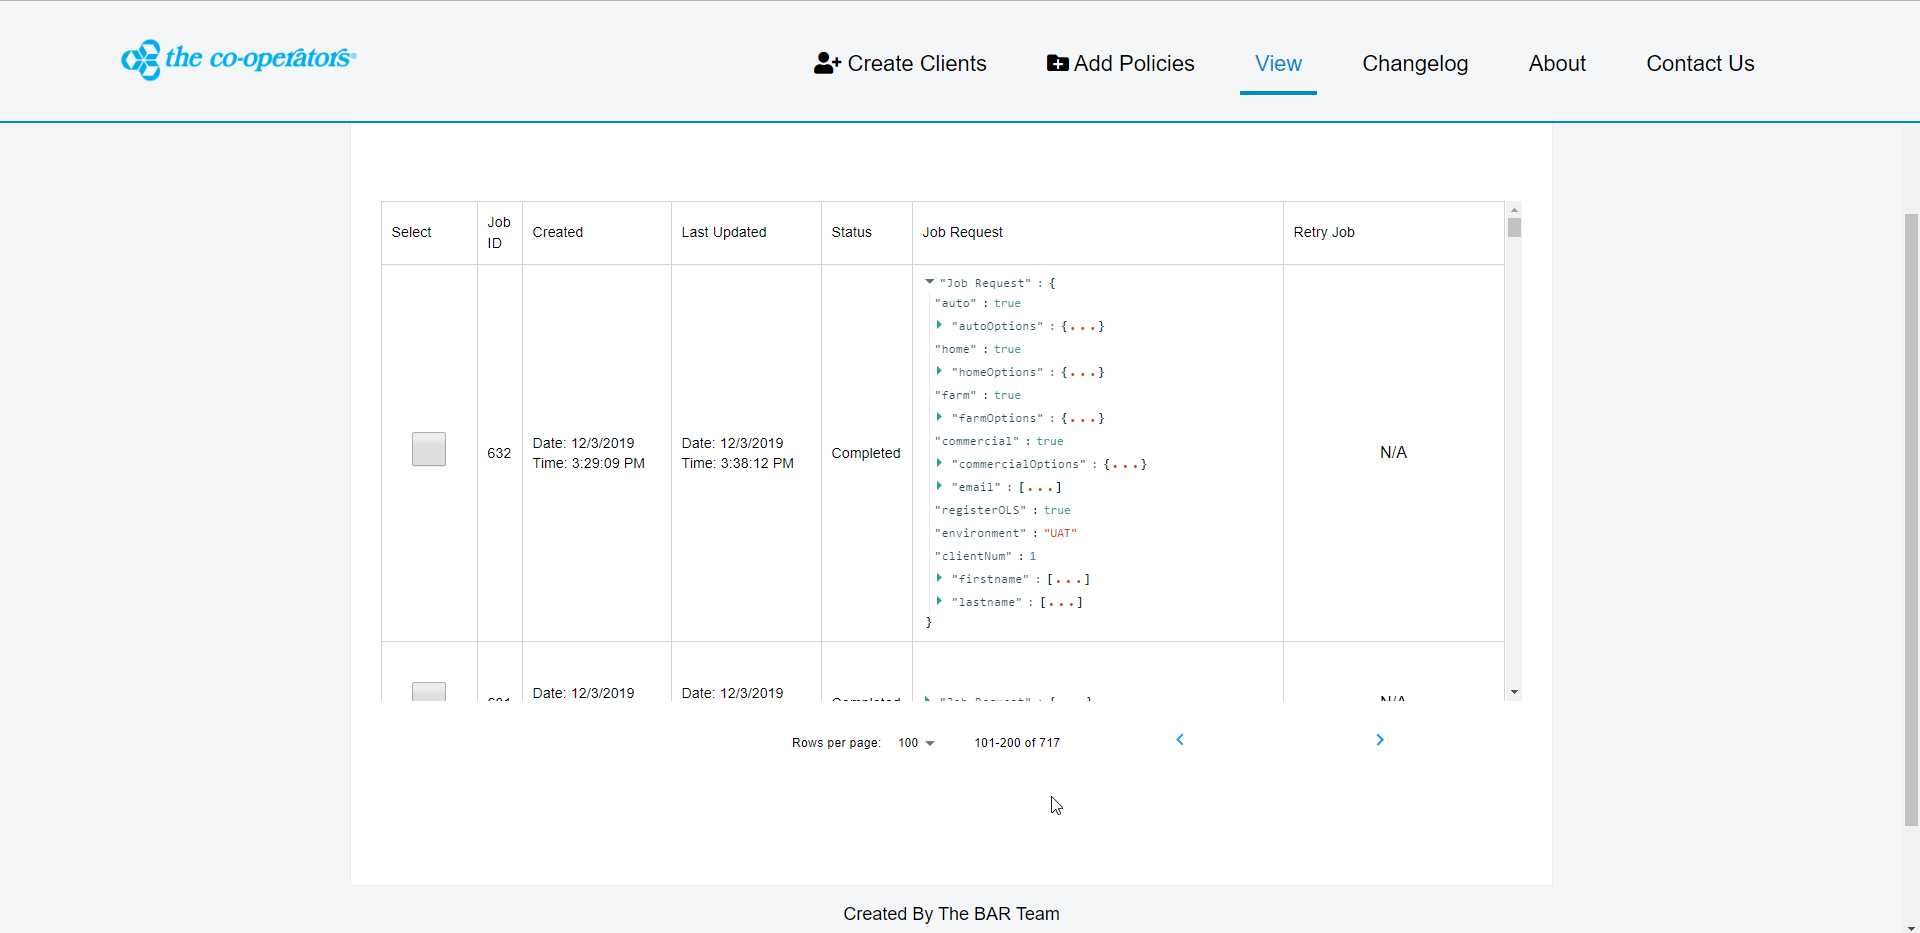 the co-operators®
Create Clients
Add Policies
View
Changelog
About
Contact Us
Select
Job
ID
Created
Last Updated
Status
Job Request
Retry Job
632
Date: 12/3/2019
Time: 3:29:09 PM
Date: 12/3/2019
Time: 3:38:12 PM
Completed
"Job Request" : {
"auto" : true
"autoOptions" : {...}
"home" : true
"homeOptions" : {...}
"farm" : true
"farmOptions" : {...}
"commercial" : true
"commercialOptions" : {...}
"email" : [...]
"registerOLS" : true
"environment" : "UAT"
"clientNum" : 1
"firstname" : [...]
"lastname" : [...]
}
N/A
Date: 12/3/2019
Date: 12/3/2019
Completed
"Job Request" : {...}
N/A
Rows per page: 100
101-200 of 717
Created By The BAR Team